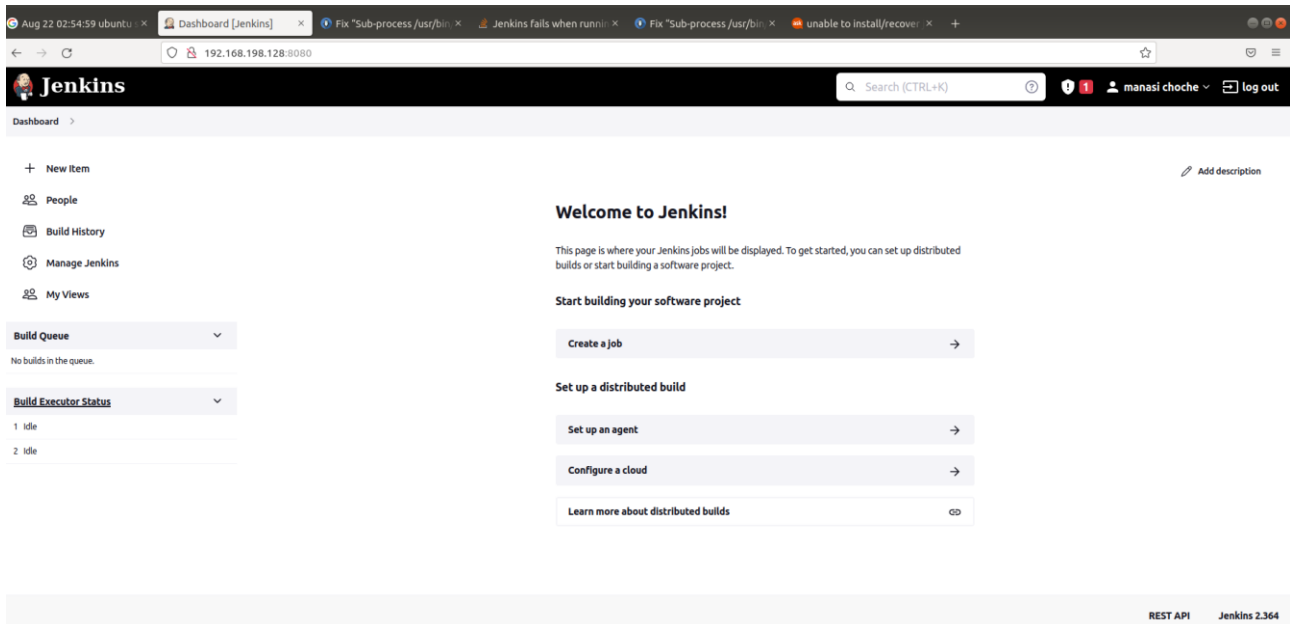 Aug 22 02:54:59 ubuntu s
Dashboard [Jenkins]
Fix "Sub-process /usr/bin/
Jenkins fails when runnin
Fix "Sub-process /usr/bin/
unable to install/recover
192.168.198.128:8080
Jenkins
Search (CTRL+K)
1
manasi choche
log out
Dashboard
New Item
Add description
People
Build History
Manage Jenkins
My Views
Build Queue
No builds in the queue.
Build Executor Status
1 Idle
2 Idle
Welcome to Jenkins!
This page is where your Jenkins jobs will be displayed. To get started, you can set up distributed
builds or start building a software project.
Start building your software project
Create a job
Set up a distributed build
Set up an agent
Configure a cloud
Learn more about distributed builds
REST API
Jenkins 2.364